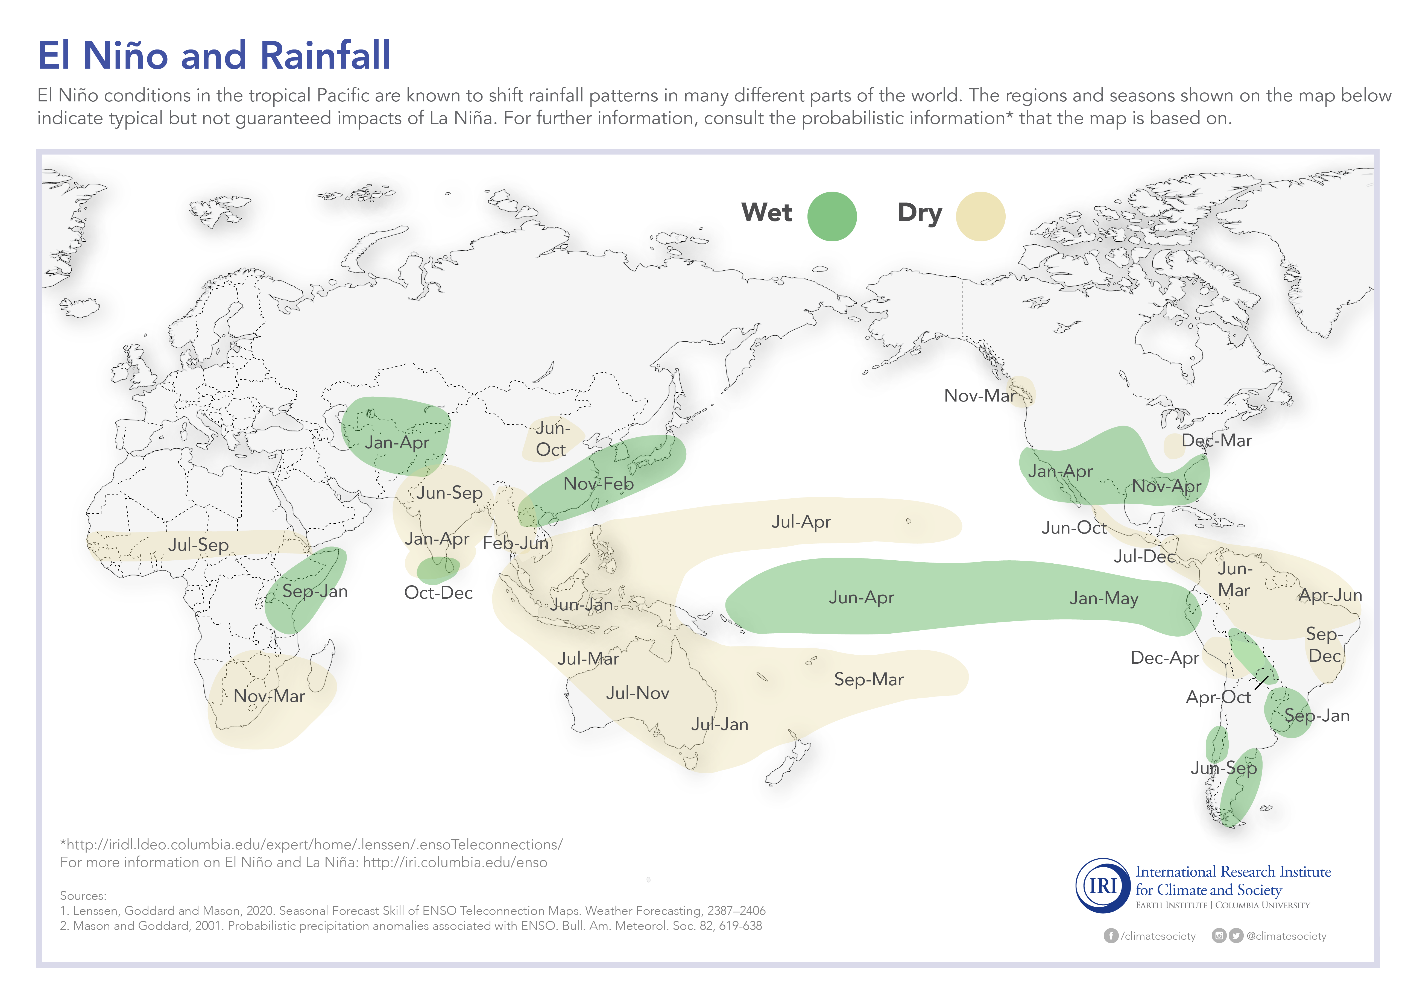 El Niño and Rainfall
El Niño conditions in the tropical Pacific are known to shift rainfall patterns in many different parts of the world. The regions and seasons shown on the map below
indicate typical but not guaranteed impacts of La Niña. For further information, consult the probabilistic information* that the map is based on.
Wet
Dry
Nov-Mar
Jan-Apr
Jun-
Oct
Dec-Mar
Nov-Feb
Jan-Apr
Nov-Apr
Jun-Sep
Jul-Apr
Jun-Oct
Jul-Sep
Jan-Apr
Feb-Jun
Jul-Dec
Jun-
Mar
Sep-Jan
Oct-Dec
Jun-Jan
Jun-Apr
Jan-May
Apr-Jun
Sep-
Dec
Jul-Mar
Dec-Apr
Nov-Mar
Jul-Nov
Sep-Mar
Apr-Oct
Jul-Jan
Sep-Jan
Jun-Sep
*http://iridl.ldeo.columbia.edu/expert/home/.lenssen/.ensoTeleconnections/
For more information on El Niño and La Niña: http://iri.columbia.edu/enso
Sources:
1. Lenssen, Goddard and Mason, 2020. Seasonal Forecast Skill of ENSO Teleconnection Maps. Weather Forecasting, 2387–2406
2. Mason and Goddard, 2001. Probabilistic precipitation anomalies associated with ENSO. Bull. Am. Meteorol. Soc. 82, 619-638
IRI
International Research Institute
for Climate and Society
Earth Institute | Columbia University
/climatesociety
@climatesociety